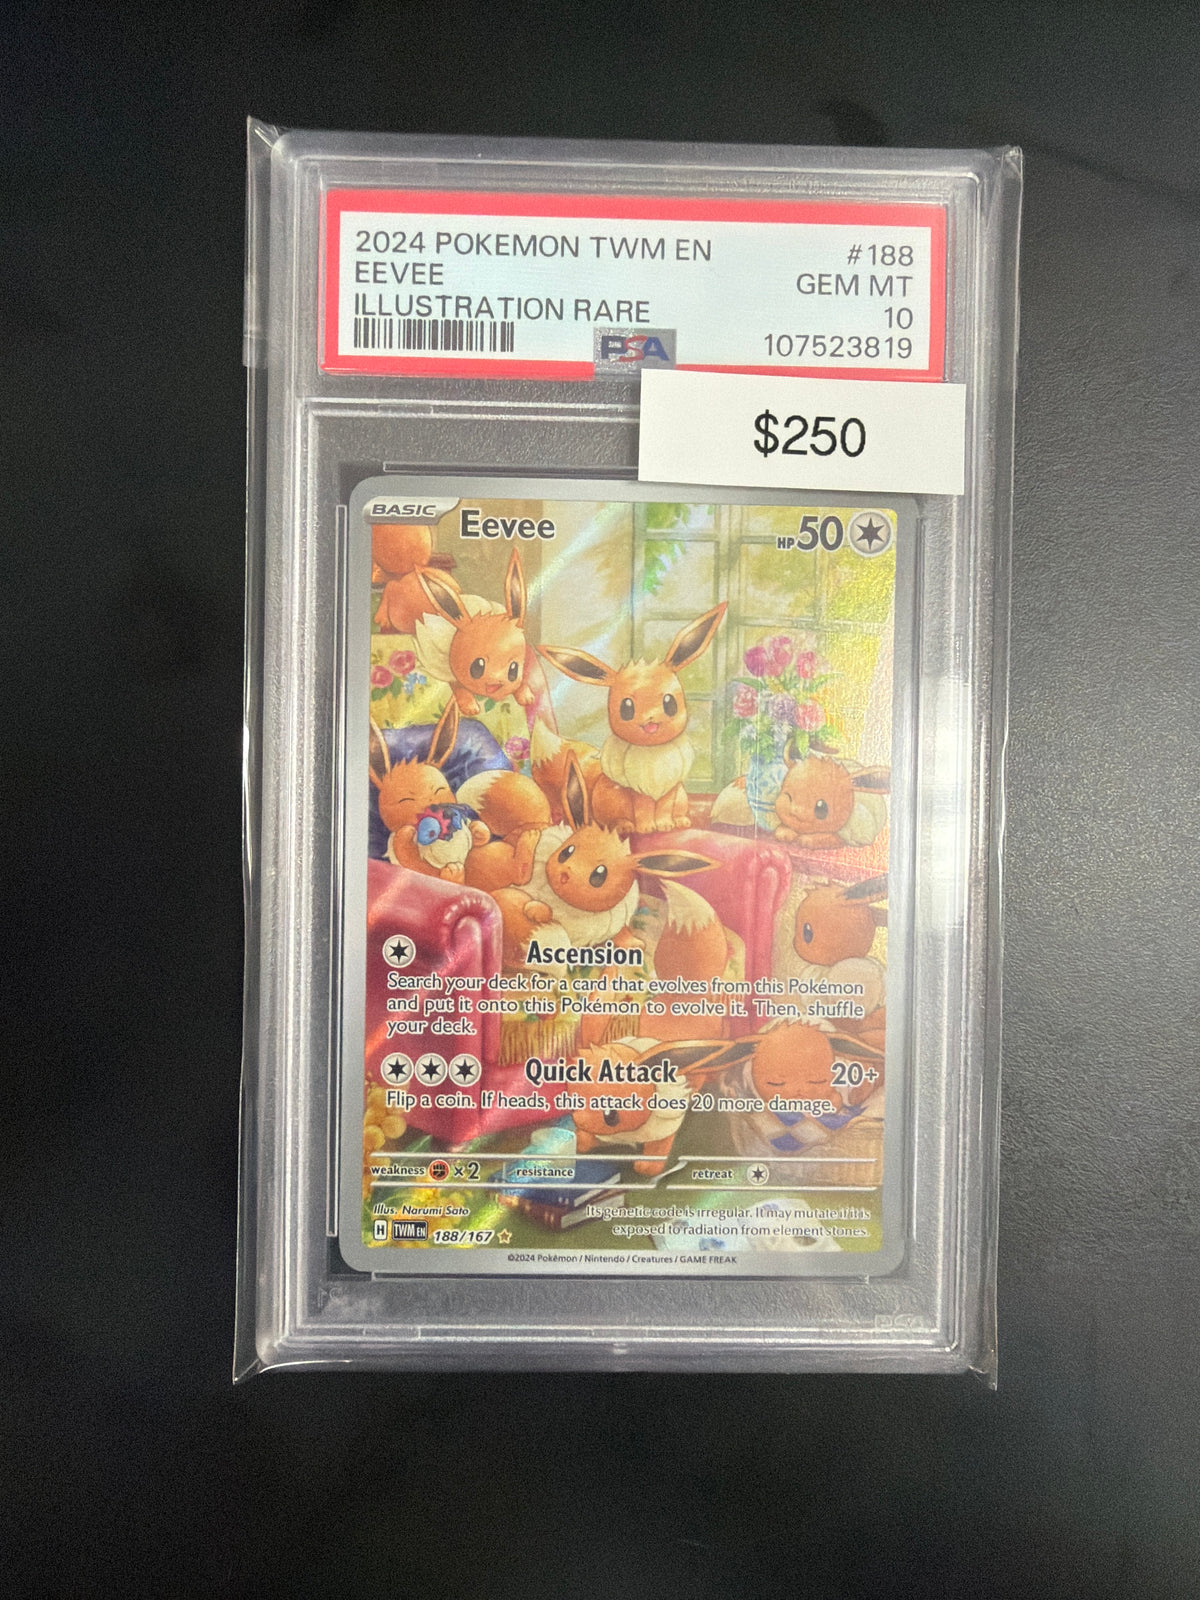 2024 POKEMON TWM EN #188
EEVEE GEM MT
ILLUSTRATION RARE 10
PSA 107523819
$250
BASIC Eevee HP 50
Ascension
Search your deck for a card that evolves from this Pokémon
and put it onto this Pokémon to evolve it. Then, shuffle
your deck.
Quick Attack 20+
Flip a coin. If heads, this attack does 20 more damage.
weakness ×2 resistance retreat
Illus. Narumi Sato
H TWM EN 188/167
Its genetic code is irregular. It may mutate if it is
exposed to radiation from element stones.
©2024 Pokémon / Nintendo / Creatures / GAME FREAK